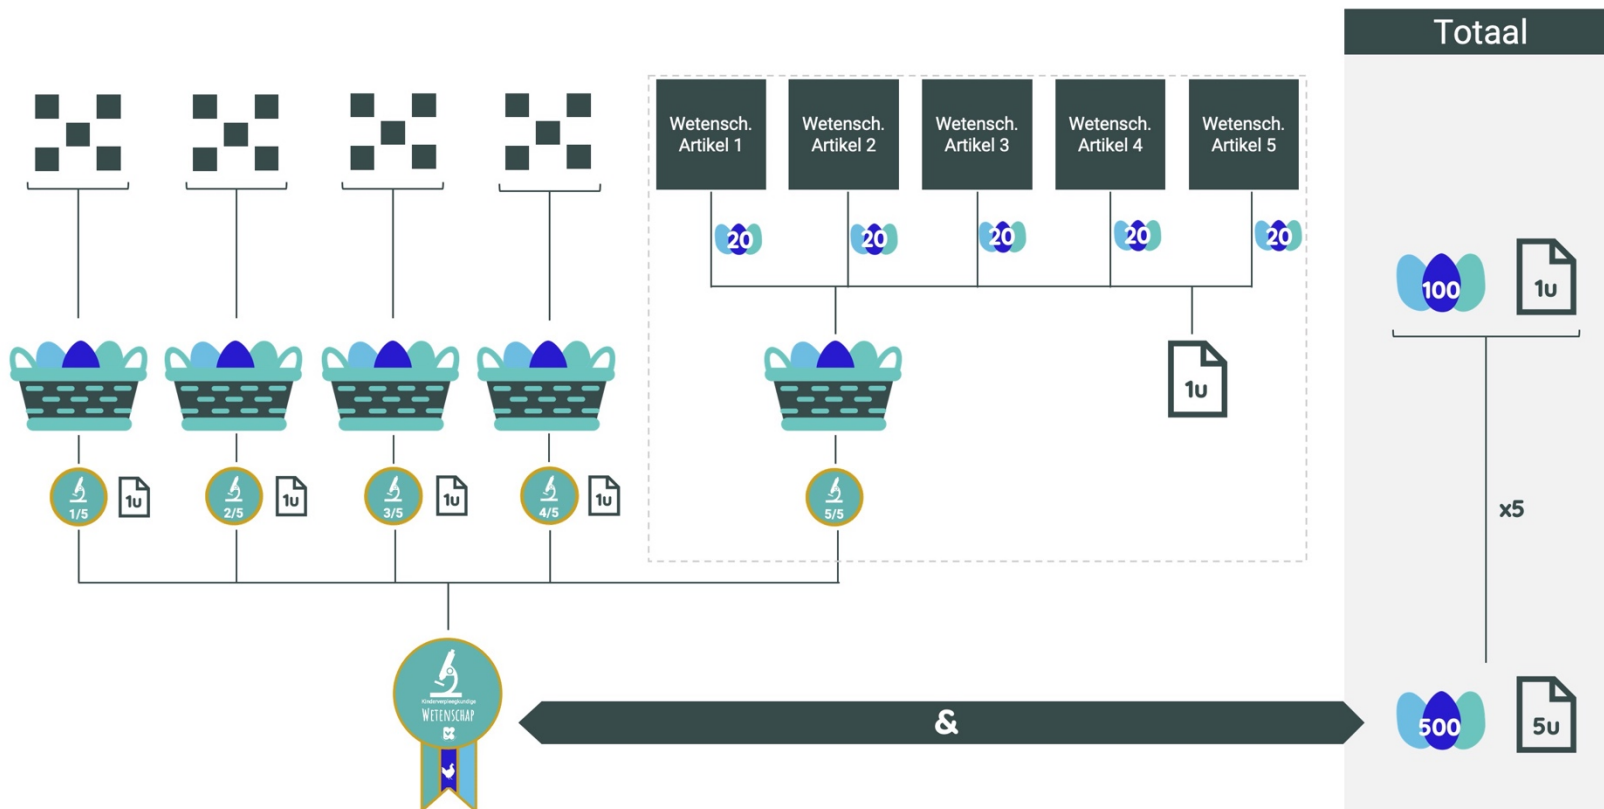 Totaal
Wetensch.
Artikel 1
Wetensch.
Artikel 2
Wetensch.
Artikel 3
Wetensch.
Artikel 4
Wetensch.
Artikel 5
20
20
20
20
20
100
1u
1u
x5
1/5
1u
2/5
1u
3/5
1u
4/5
1u
5/5
Kinderverpleegkundige
WETENSCHAP
&
500
5u